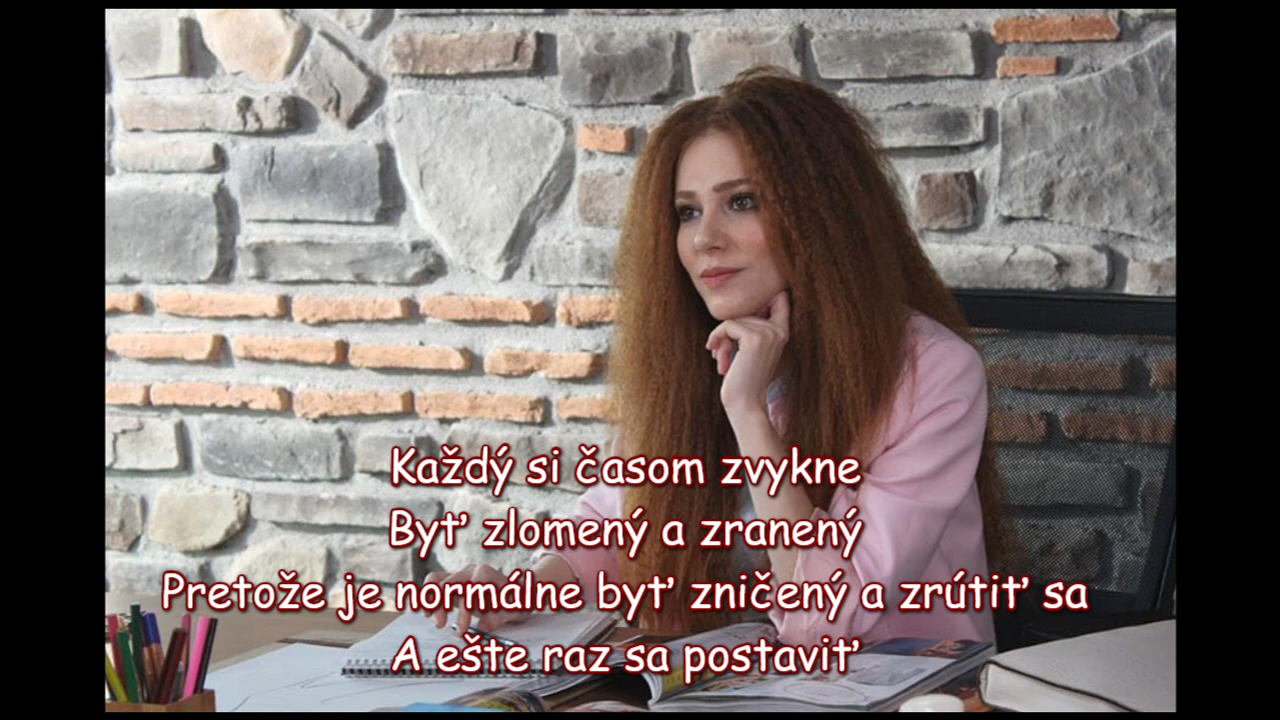 Každý si časom zvykne
Byť zlomený a zranený
Pretože je normálne byť zničený a zrútiť sa
A ešte raz sa postaviť